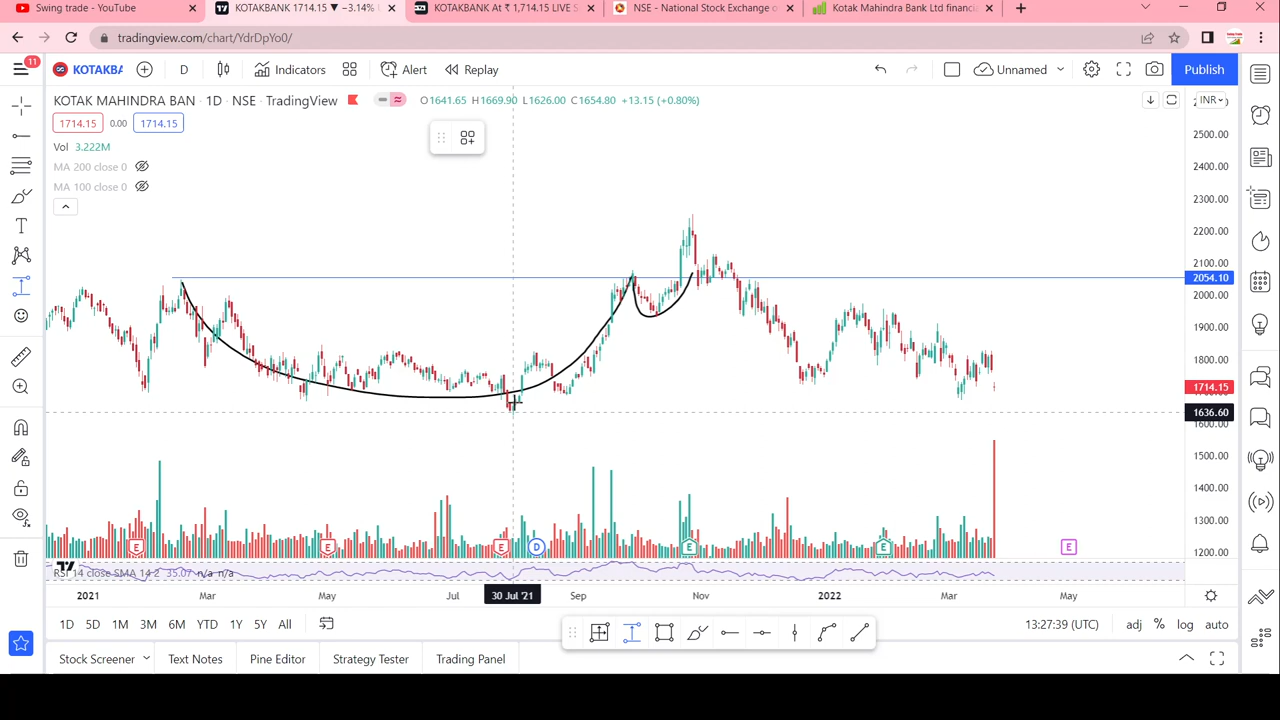 Swing trade - YouTube
KOTAKBANK 1714.15 ▼ −3.14%
KOTAKBANK At ₹ 1,714.15 LIVE S
NSE - National Stock Exchange o
Kotak Mahindra Bank Ltd financi
tradingview.com/chart/YdrDpYo0/
11
KOTAKBA
D
Indicators
Alert
Replay
Unnamed
Publish
KOTAK MAHINDRA BAN · 1D · NSE · TradingView
O1641.65 H1669.90 L1626.00 C1654.80 +13.15 (+0.80%)
INR
1714.15 0.00 1714.15
Vol 3.222M
MA 200 close 0
MA 100 close 0
2500.00
2400.00
2300.00
2200.00
2100.00
2054.10
2000.00
1900.00
1800.00
1714.15
1636.60
1600.00
1500.00
1400.00
1300.00
1200.00
E
E
E
D
E
E
E
RSI 14 close SMA 14 2 35.07 n/a n/a
2021
Mar
May
Jul
30 Jul '21
Sep
Nov
2022
Mar
May
1D 5D 1M 3M 6M YTD 1Y 5Y All
13:27:39 (UTC)
adj % log auto
Stock Screener
Text Notes
Pine Editor
Strategy Tester
Trading Panel